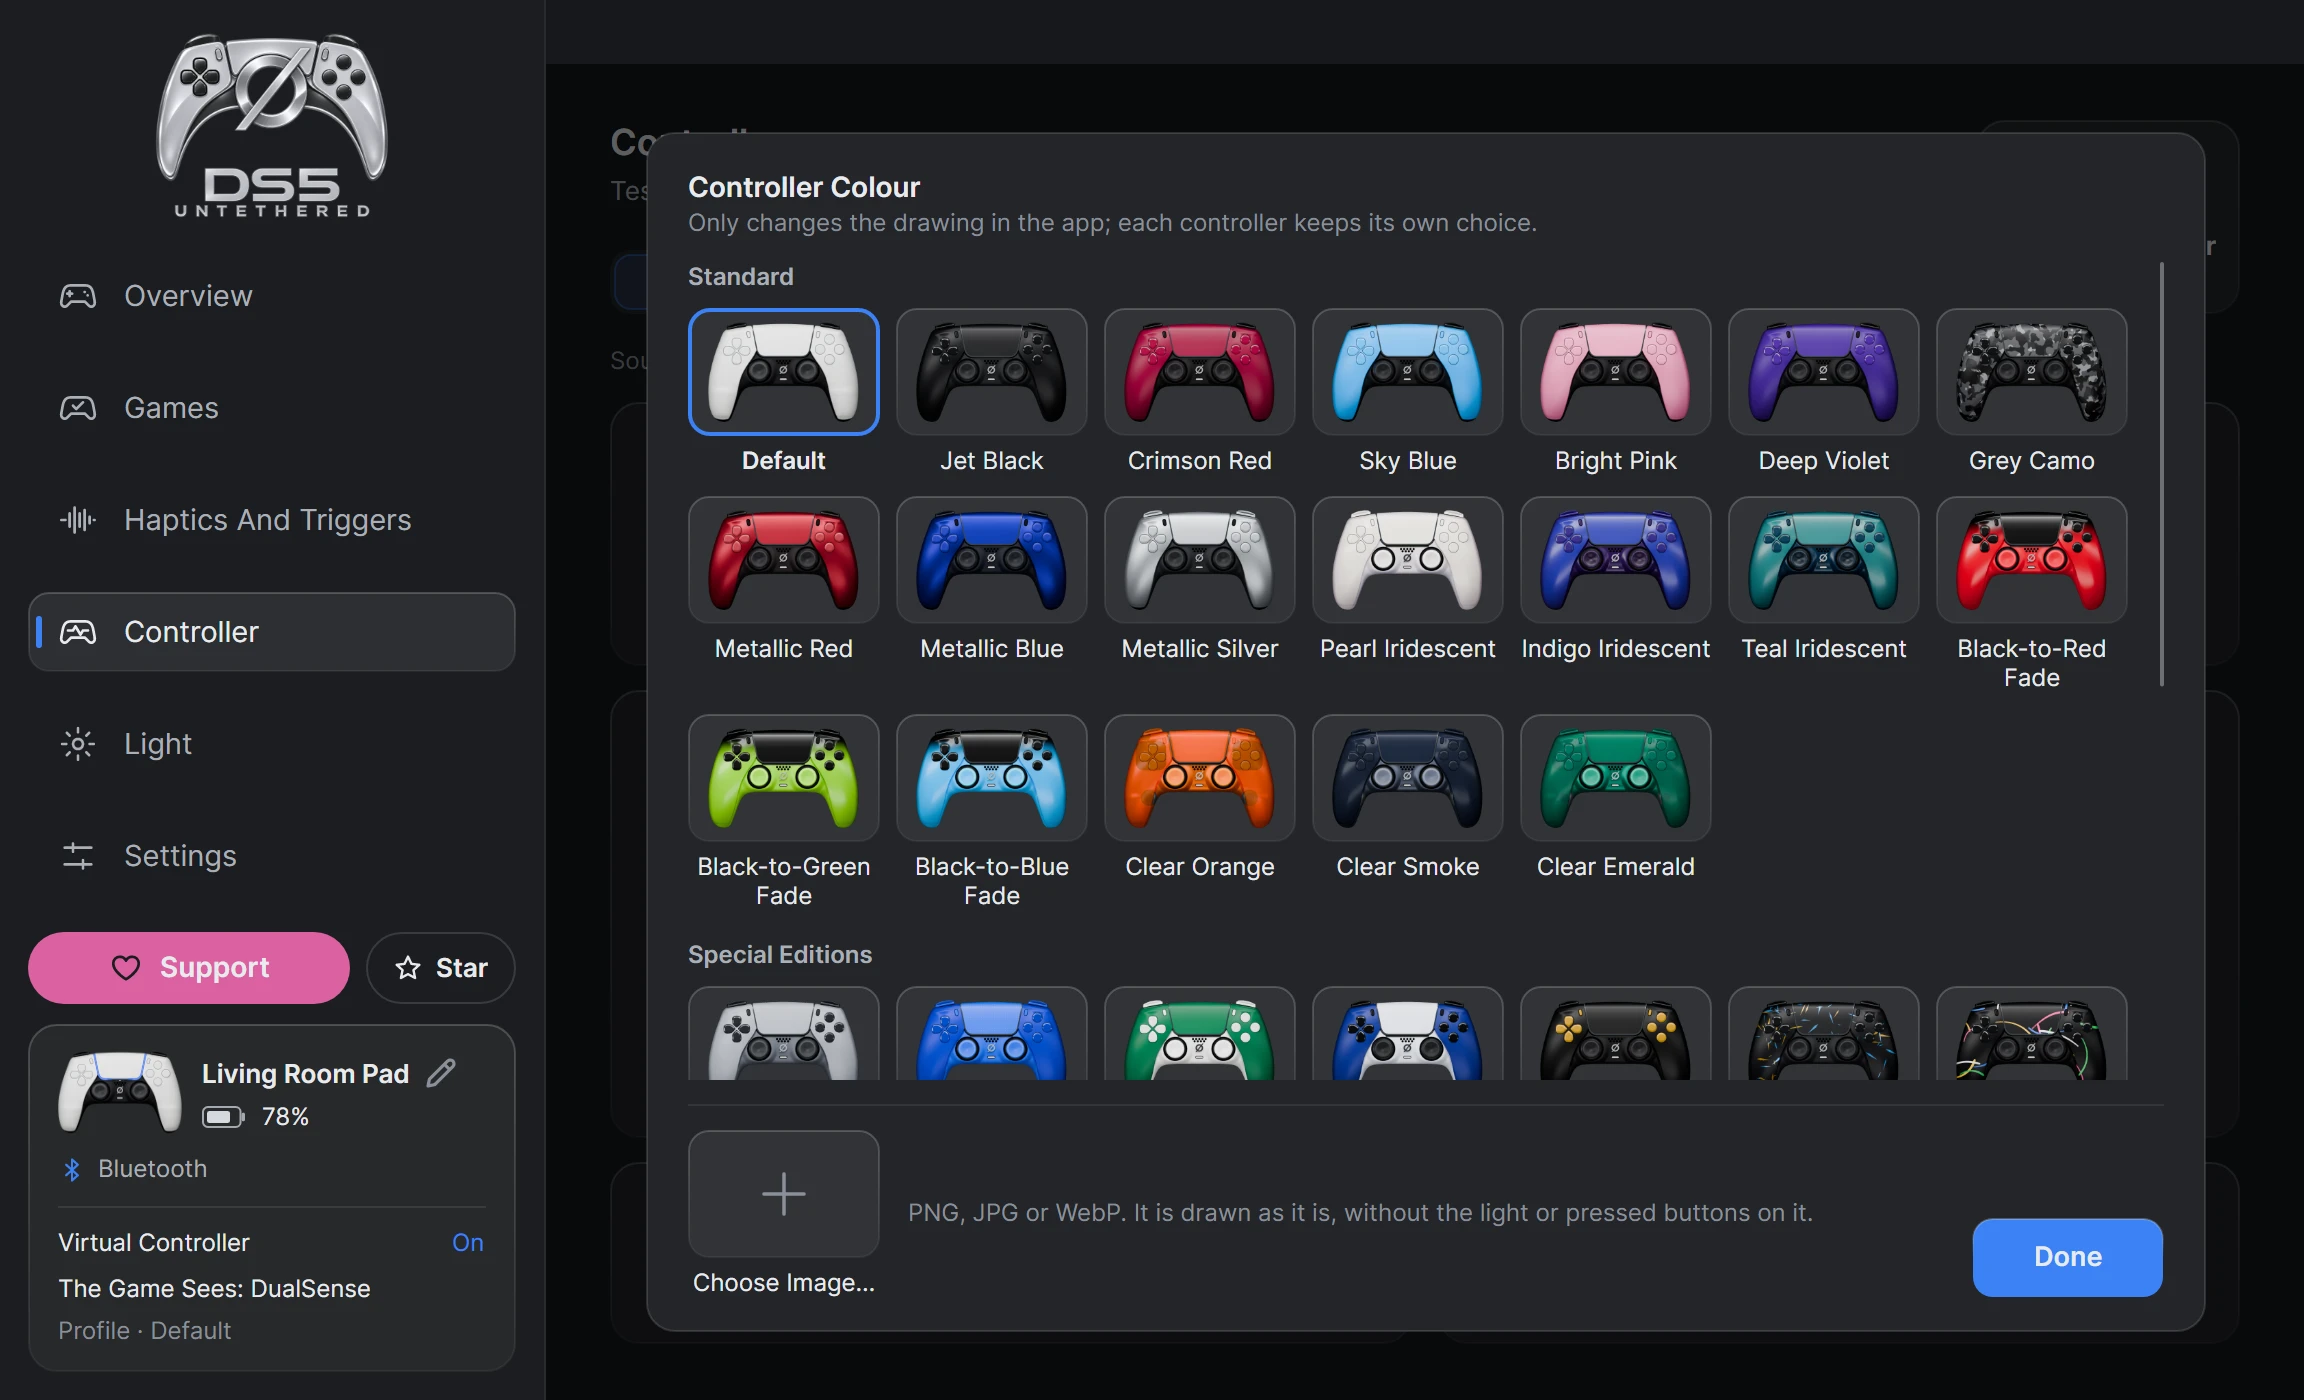 DS5
UNTETHERED
Overview
Games
Haptics And Triggers
Controller
Light
Settings
Support
Star
Living Room Pad
78%
Bluetooth
Virtual Controller
On
The Game Sees: DualSense
Profile · Default
Controller Colour
Only changes the drawing in the app; each controller keeps its own choice.
Standard
Default
Jet Black
Crimson Red
Sky Blue
Bright Pink
Deep Violet
Grey Camo
Metallic Red
Metallic Blue
Metallic Silver
Pearl Iridescent
Indigo Iridescent
Teal Iridescent
Black-to-Red
Fade
Black-to-Green
Fade
Black-to-Blue
Fade
Clear Orange
Clear Smoke
Clear Emerald
Special Editions
PNG, JPG or WebP. It is drawn as it is, without the light or pressed buttons on it.
Choose Image...
Done